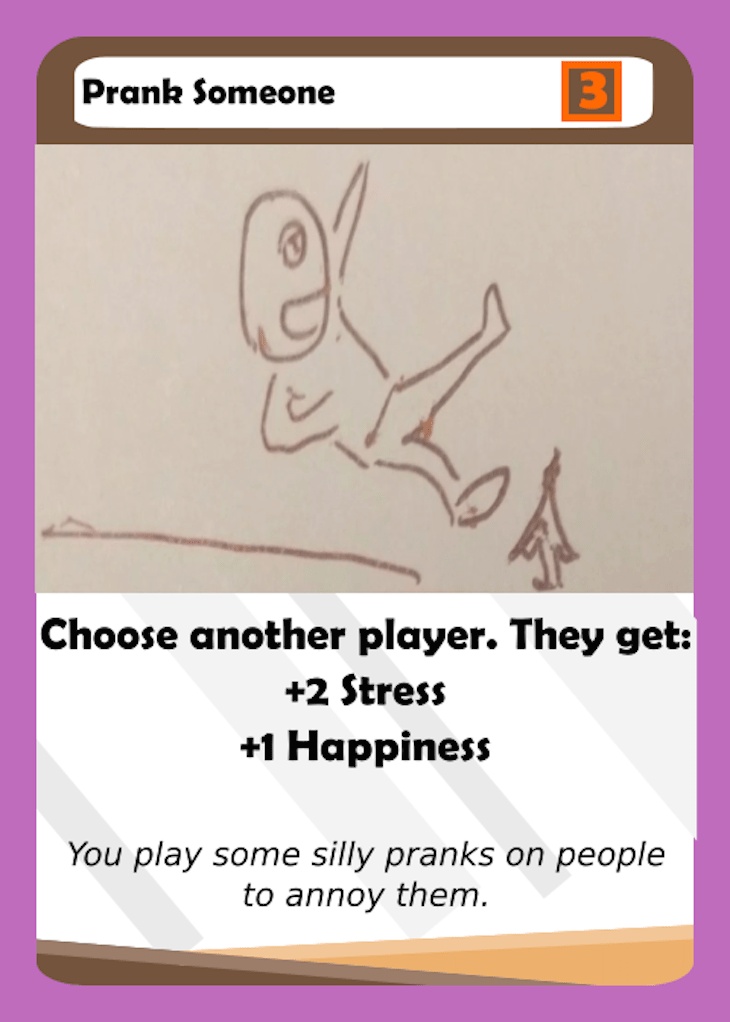 Prank Someone 3
Choose another player. They get:
+2 Stress
+1 Happiness
You play some silly pranks on people
to annoy them.